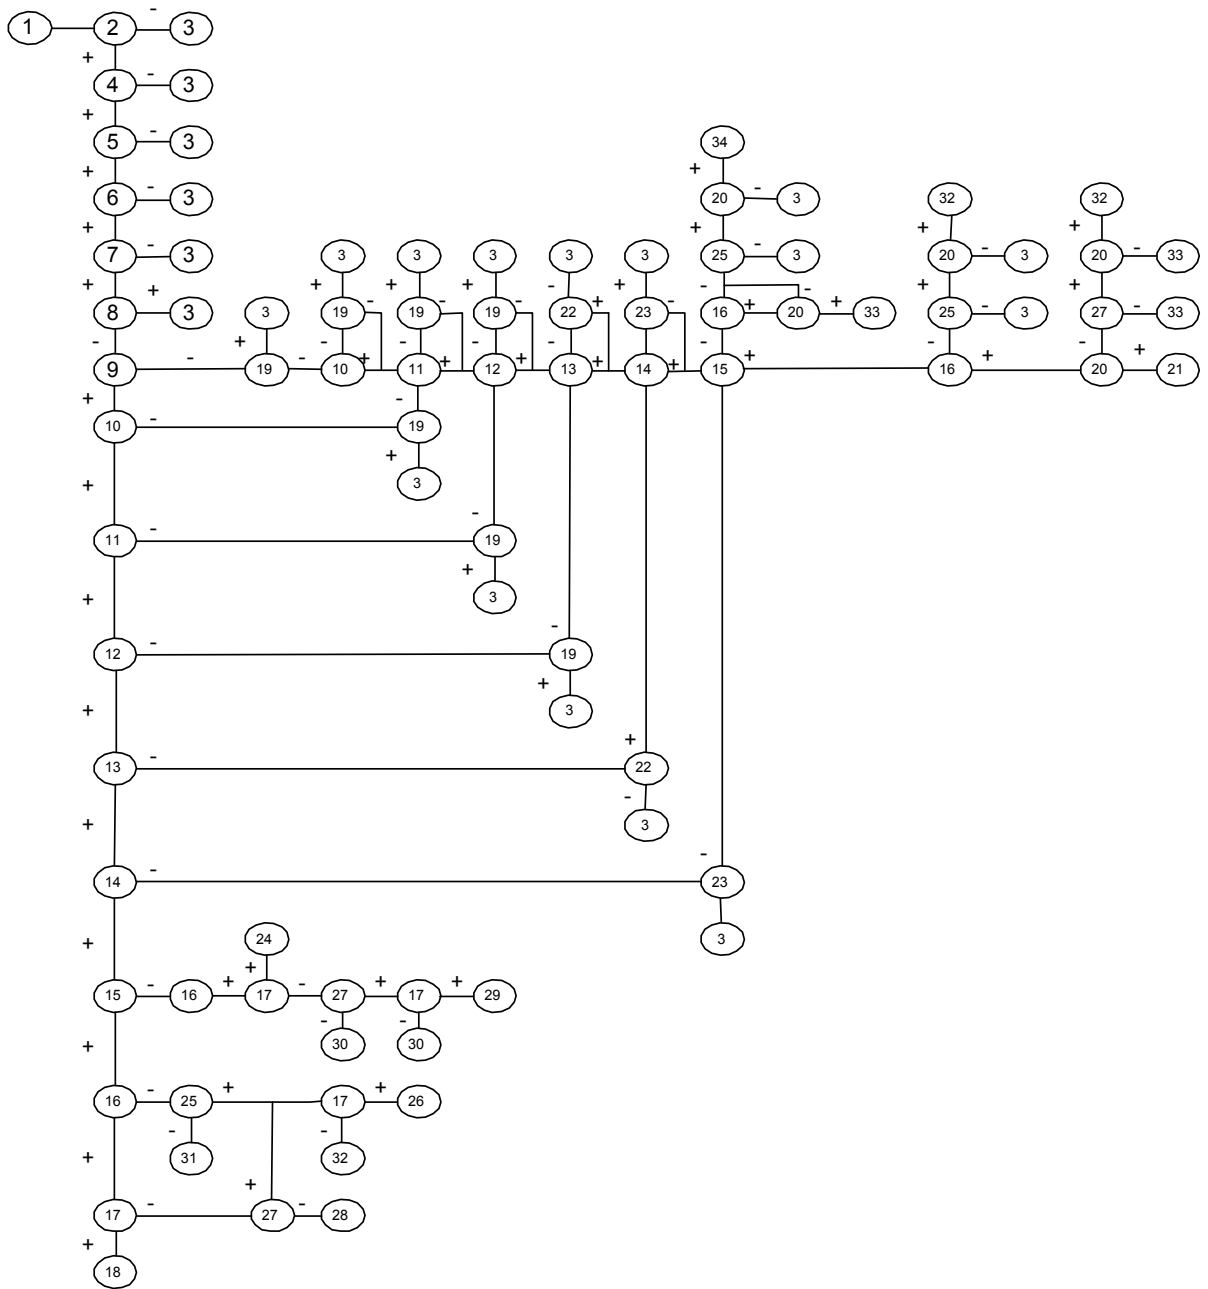 1 2 - 3
+
4 - 3
+
5 - 3 34
+ +
6 - 3 20 - 3 32 32
+ + + +
7 - 3 3 3 3 3 3 25 - 3 20 - 3 20 - 33
+ + + + + - + - - + +
8 3 3 19 - 19 - 19 - 22 + 23 - 16 + 20 + 33 25 - 3 27 - 33
- + - - - - - - - -
9 - 19 - 10 + 11 + 12 + 13 + 14 + 15 + 16 + 20 + 21
+ -
10 - 19
+
3
+
-
11 - 19
+
3
+
-
12 - 19
+
3
+
+
13 - 22
-
3
+
-
14 - 23
3
24
+ +
15 - 16 + 17 - 27 + 17 + 29
- -
30 30
+
16 - 25 + 17 + 26
- -
31 32
+ +
17 - 27 - 28
+
18